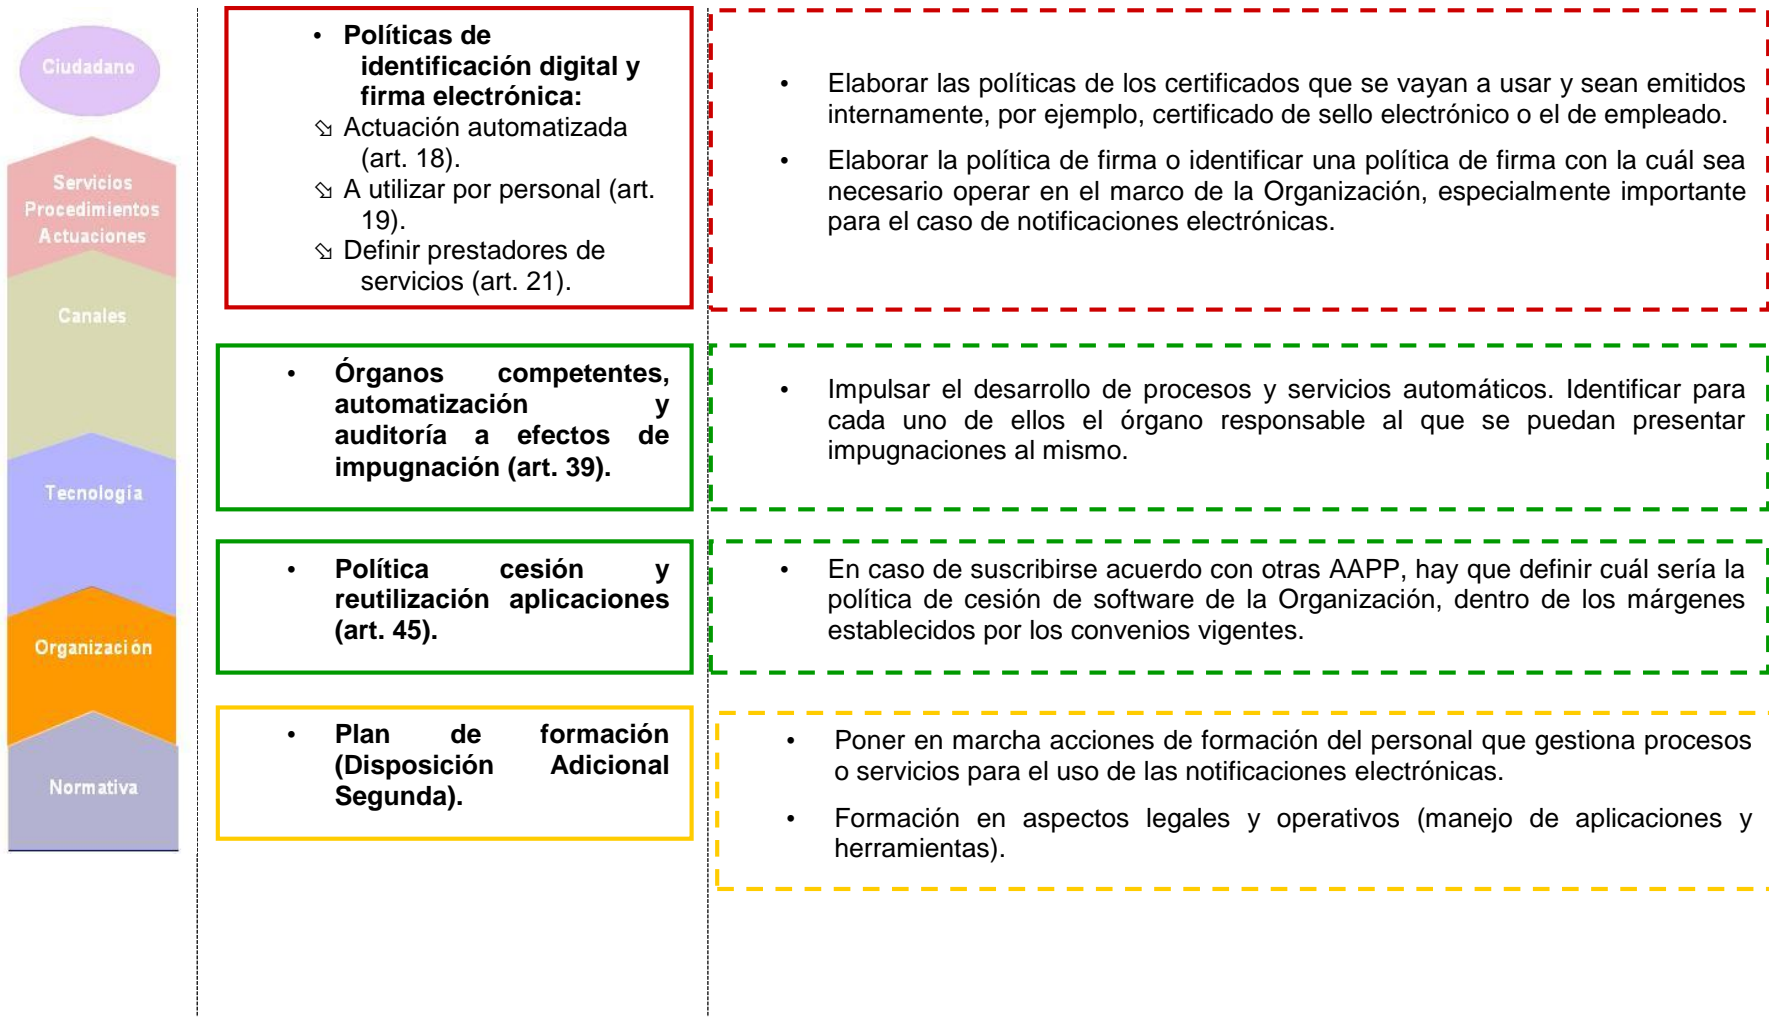 Ciudadano
Servicios
Procedimientos
Actuaciones
Canales
Tecnología
Organización
Normativa
• Políticas de
identificación digital y
firma electrónica:
⬂ Actuación automatizada
(art. 18).
⬂ A utilizar por personal (art.
19).
⬂ Definir prestadores de
servicios (art. 21).
• Elaborar las políticas de los certificados que se vayan a usar y sean emitidos
internamente, por ejemplo, certificado de sello electrónico o el de empleado.
• Elaborar la política de firma o identificar una política de firma con la cuál sea
necesario operar en el marco de la Organización, especialmente importante
para el caso de notificaciones electrónicas.
• Órganos competentes,
automatización y
auditoría a efectos de
impugnación (art. 39).
• Impulsar el desarrollo de procesos y servicios automáticos. Identificar para
cada uno de ellos el órgano responsable al que se puedan presentar
impugnaciones al mismo.
• Política cesión y
reutilización aplicaciones
(art. 45).
• En caso de suscribirse acuerdo con otras AAPP, hay que definir cuál sería la
política de cesión de software de la Organización, dentro de los márgenes
establecidos por los convenios vigentes.
• Plan de formación
(Disposición Adicional
Segunda).
• Poner en marcha acciones de formación del personal que gestiona procesos
o servicios para el uso de las notificaciones electrónicas.
• Formación en aspectos legales y operativos (manejo de aplicaciones y
herramientas).